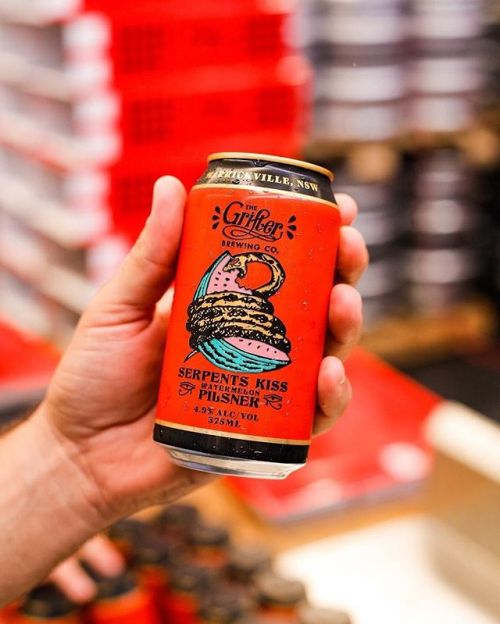 MARRICKVILLE, NSW
THE
Grifter
BREWING CO.
SERPENTS KISS
WATERMELON
PILSNER
4.9% ALC/VOL
375ML